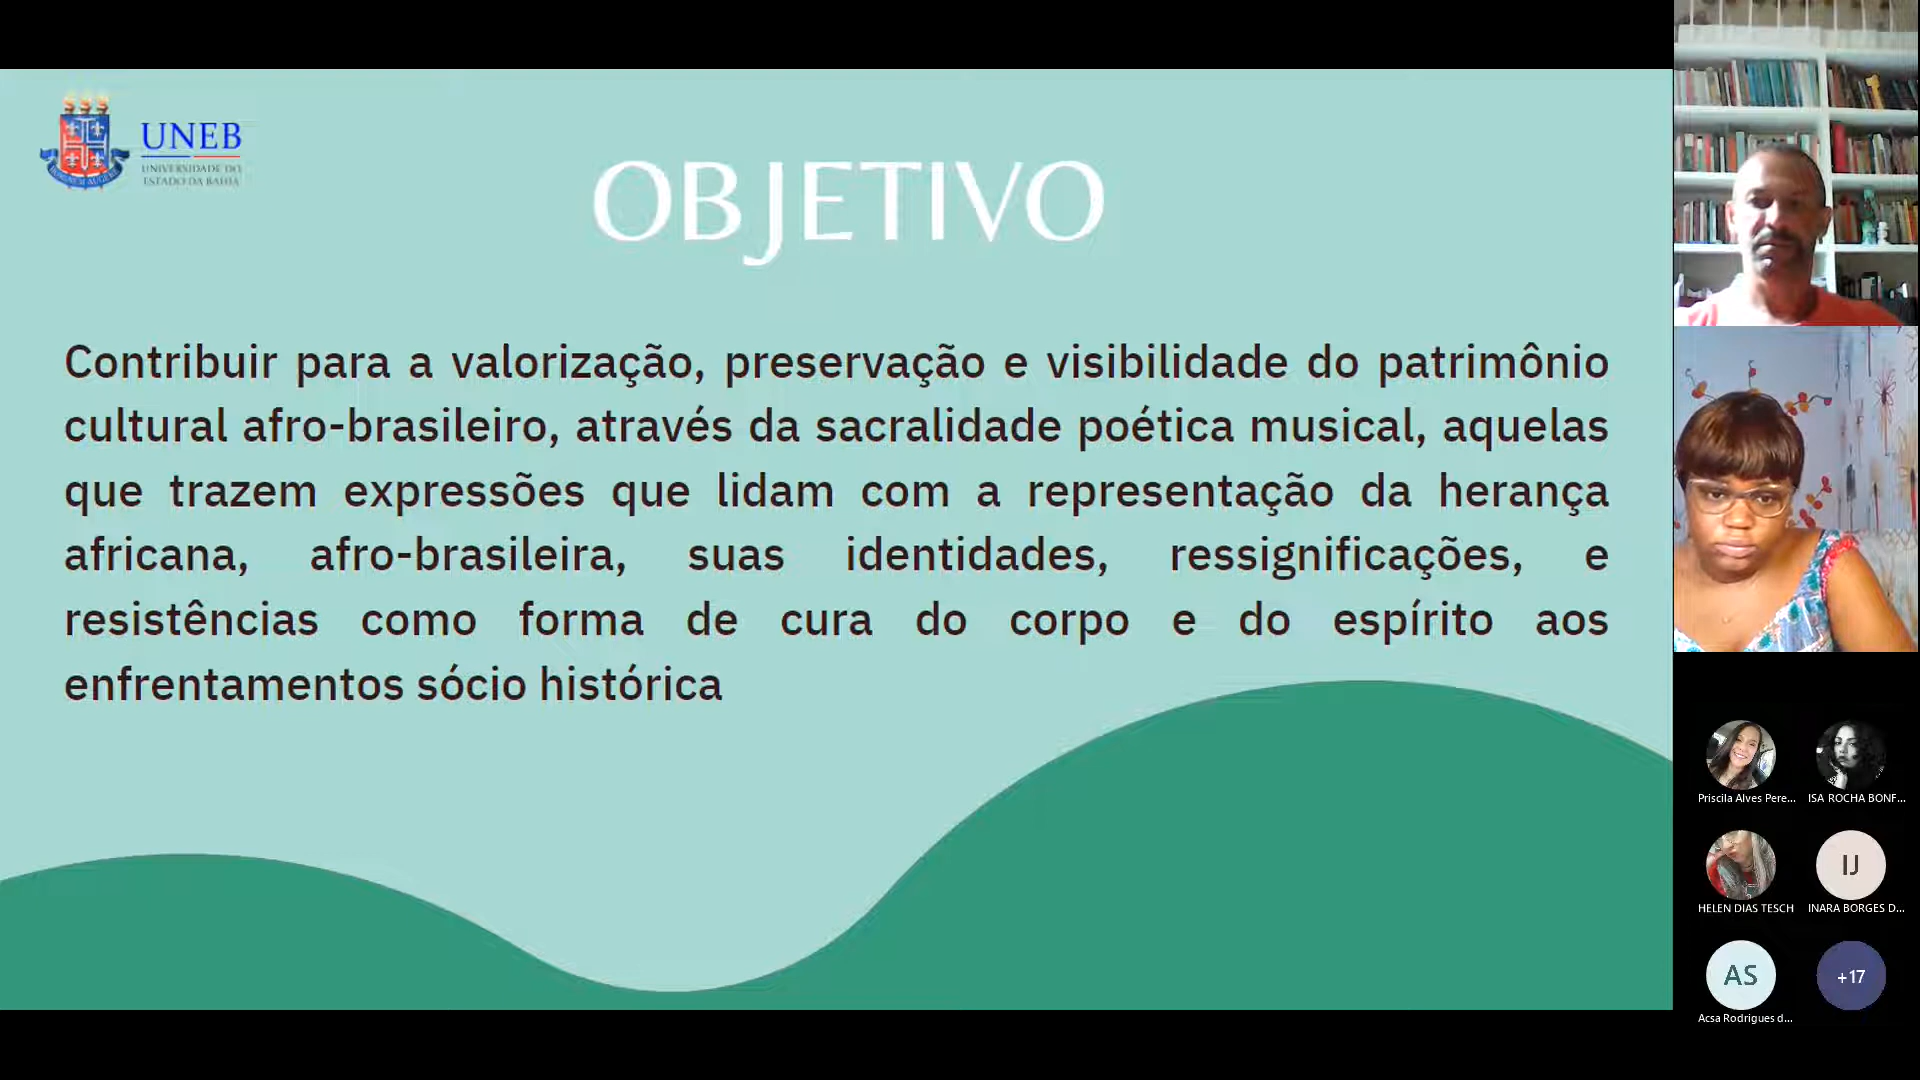 UNEB
UNIVERSIDADE DO
ESTADO DA BAHIA
OBJETIVO
Contribuir para a valorização, preservação e visibilidade do patrimônio
cultural afro-brasileiro, através da sacralidade poética musical, aquelas
que trazem expressões que lidam com a representação da herança
africana, afro-brasileira, suas identidades, ressignificações, e
resistências como forma de cura do corpo e do espírito aos
enfrentamentos sócio histórica
Priscila Alves Pere...
ISA ROCHA BONF...
HELEN DIAS TESCH
IJ
INARA BORGES D...
AS
Acsa Rodrigues d...
+17